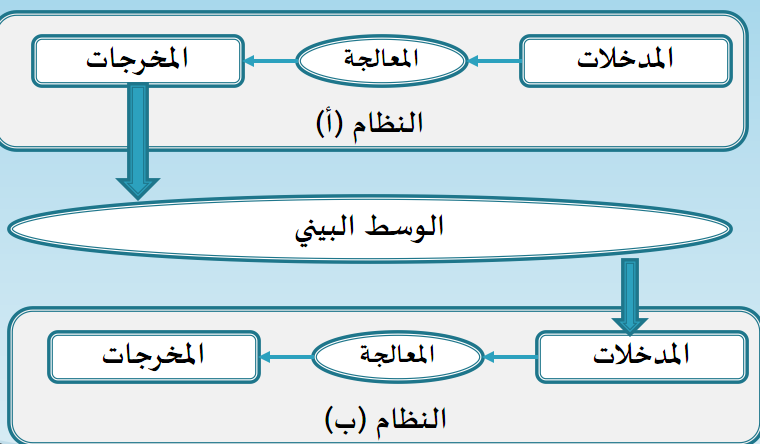 المدخلات المعالجة المخرجات
النظام (أ)
الوسط البيني
المدخلات المعالجة المخرجات
النظام (ب)